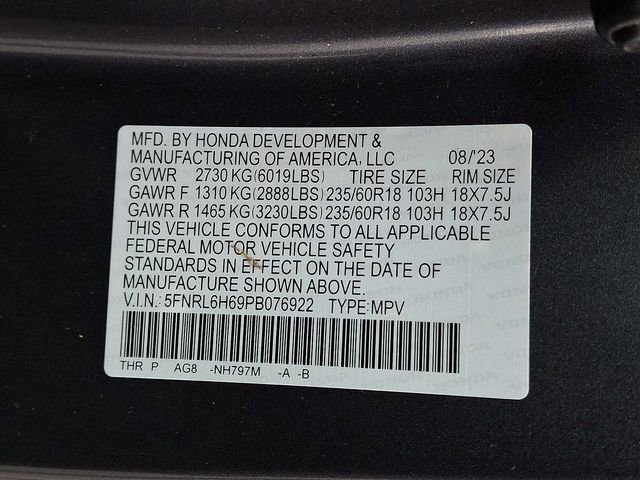 MFD. BY HONDA DEVELOPMENT &
MANUFACTURING OF AMERICA, LLC 08/'23
GVWR 2730 KG(6019LBS) TIRE SIZE RIM SIZE
GAWR F 1310 KG(2888LBS) 235/60R18 103H 18X7.5J
GAWR R 1465 KG(3230LBS) 235/60R18 103H 18X7.5J
THIS VEHICLE CONFORMS TO ALL APPLICABLE
FEDERAL MOTOR VEHICLE SAFETY
STANDARDS IN EFFECT ON THE DATE OF
MANUFACTURE SHOWN ABOVE.
V.I.N.: 5FNRL6H69PB076922 TYPE:MPV
THR P AG8 -NH797M -A -B